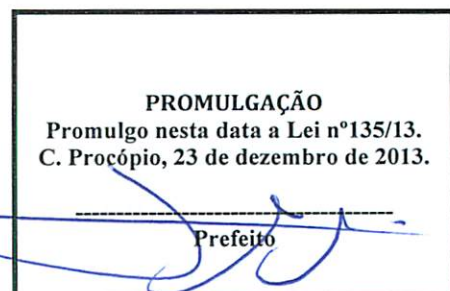 PROMULGAÇÃO
Promulgo nesta data a Lei nº135/13.
C. Procópio, 23 de dezembro de 2013.
Prefeito